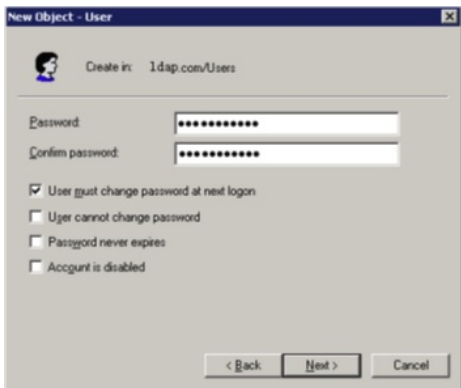 New Object - User
Create in: 1dap.com/Users
Password: •••••••••••
Confirm password: •••••••••••
User must change password at next logon
User cannot change password
Password never expires
Account is disabled
< Back Next > Cancel